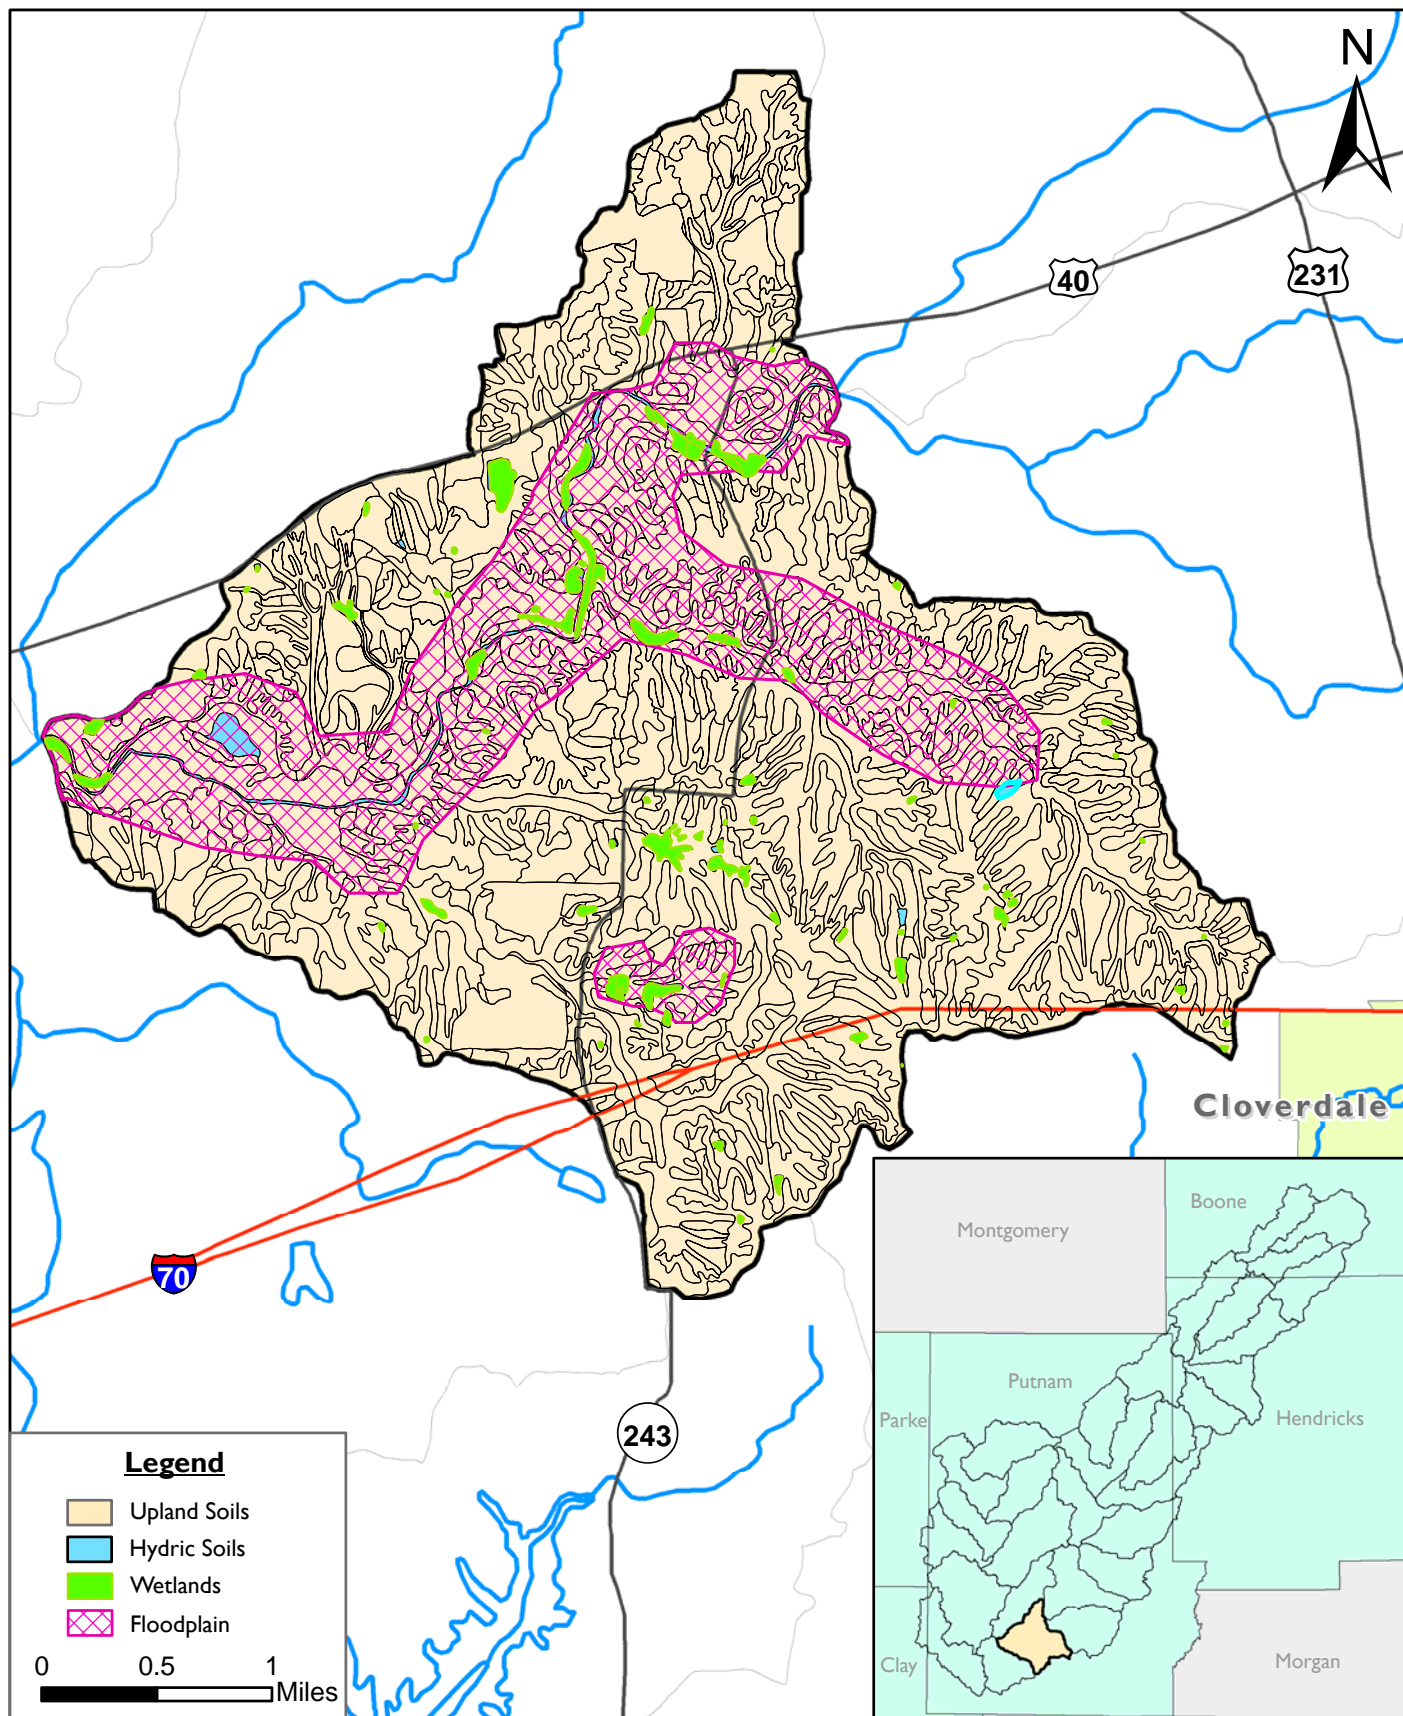 N
40
231
Cloverdale
70
243
Montgomery
Boone
Putnam
Parke
Hendricks
Clay
Morgan
Legend
Upland Soils
Hydric Soils
Wetlands
Floodplain
0 0.5 1
Miles